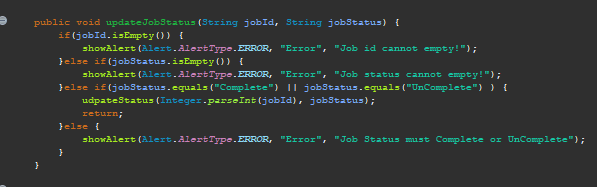 public void updateJobStatus(String jobId, String jobStatus) {
if(jobId.isEmpty()) {
showAlert(Alert.AlertType.ERROR, "Error", "Job id cannot empty!");
}else if(jobStatus.isEmpty()) {
showAlert(Alert.AlertType.ERROR, "Error", "Job status cannot empty!");
}else if(jobStatus.equals("Complete") || jobStatus.equals("UnComplete") ) {
udpateStatus(Integer.parseInt(jobId), jobStatus);
return;
}else {
showAlert(Alert.AlertType.ERROR, "Error", "Job Status must Complete or UnComplete");
}
}